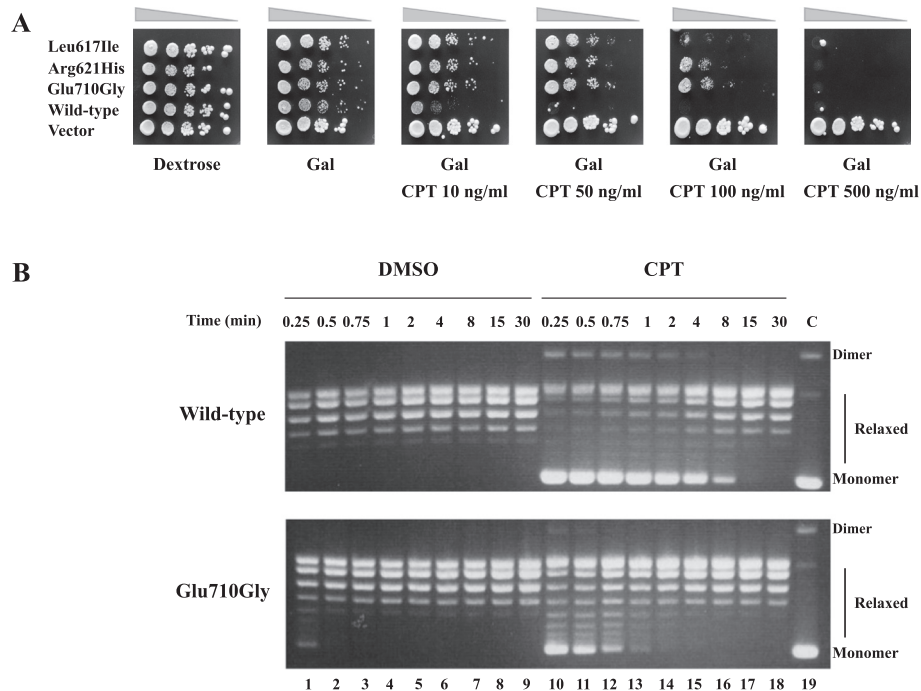 A
Leu617Ile
Arg621His
Glu710Gly
Wild-type
Vector
Dextrose Gal Gal Gal Gal Gal
CPT 10 ng/ml CPT 50 ng/ml CPT 100 ng/ml CPT 500 ng/ml
B
DMSO CPT
Time (min) 0.25 0.5 0.75 1 2 4 8 15 30 0.25 0.5 0.75 1 2 4 8 15 30 C
Dimer
Wild-type
Relaxed
Monomer
Dimer
Glu710Gly
Relaxed
Monomer
1 2 3 4 5 6 7 8 9 10 11 12 13 14 15 16 17 18 19